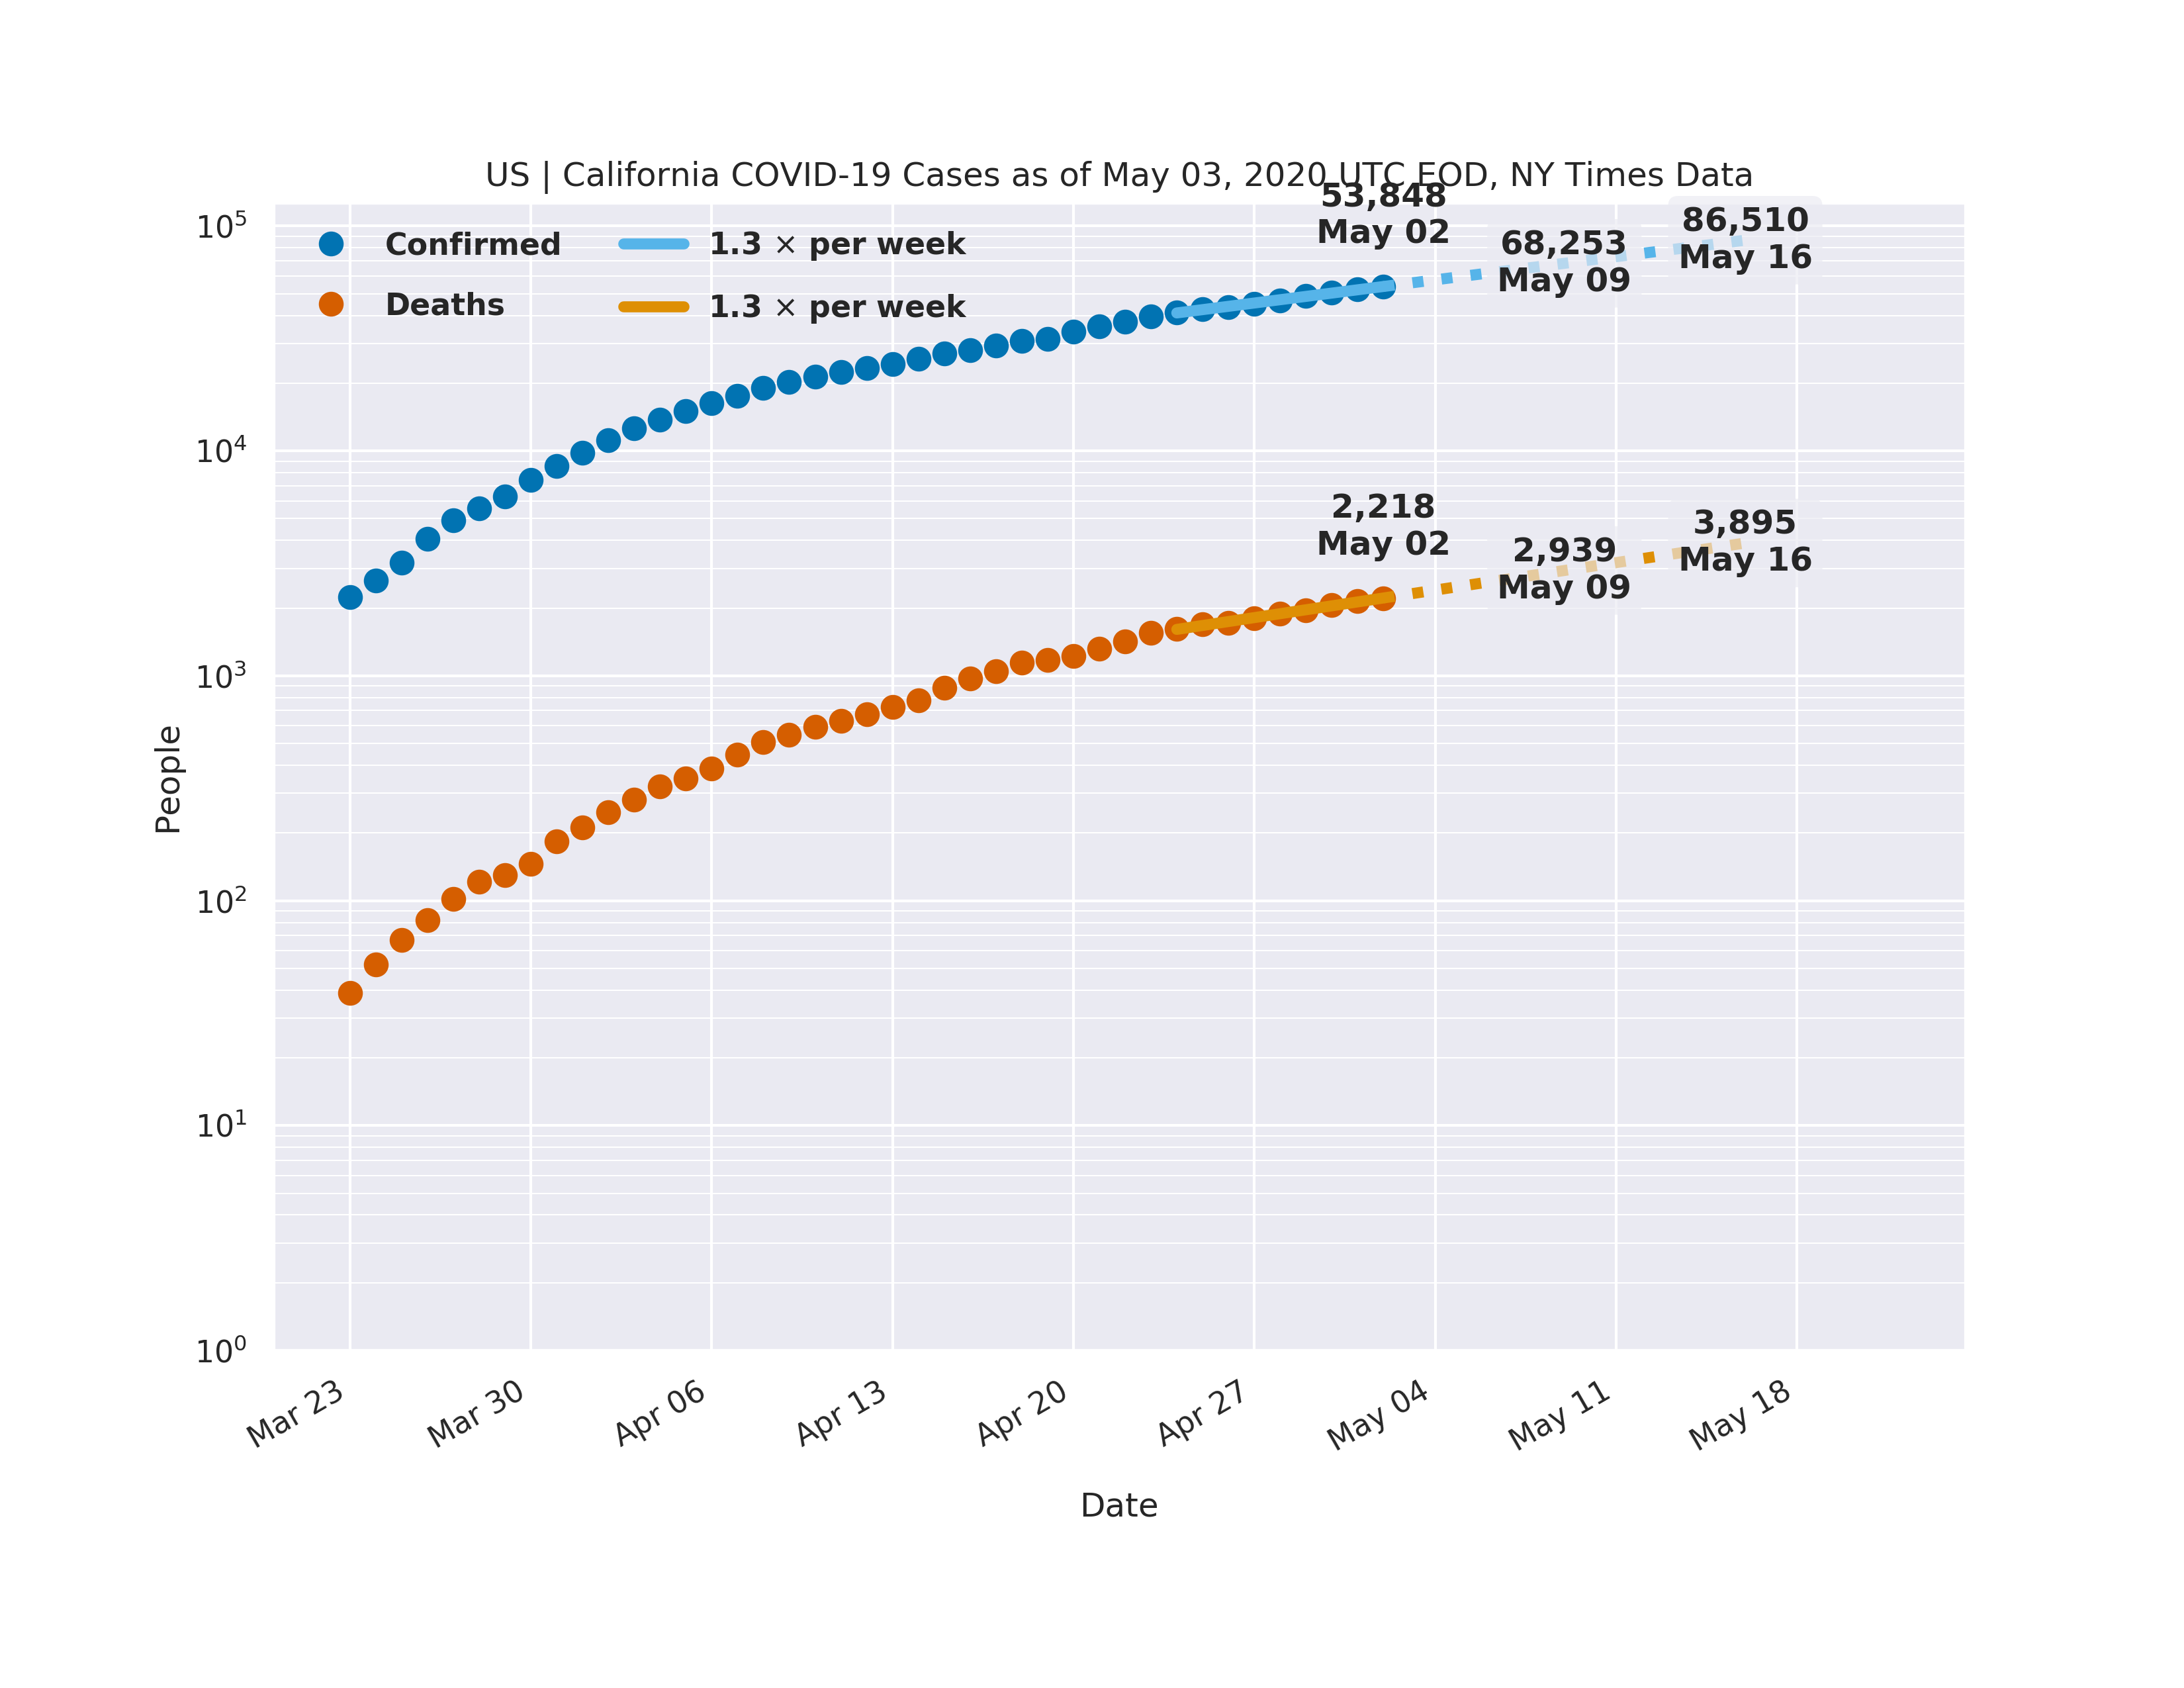 US | California COVID-19 Cases as of May 03, 2020 UTC EOD, NY Times Data
Confirmed
Deaths
1.3 × per week
1.3 × per week
53,848
May 02
68,253
May 09
86,510
May 16
2,218
May 02
2,939
May 09
3,895
May 16
People
10⁵
10⁴
10³
10²
10¹
10⁰
Mar 23
Mar 30
Apr 06
Apr 13
Apr 20
Apr 27
May 04
May 11
May 18
Date